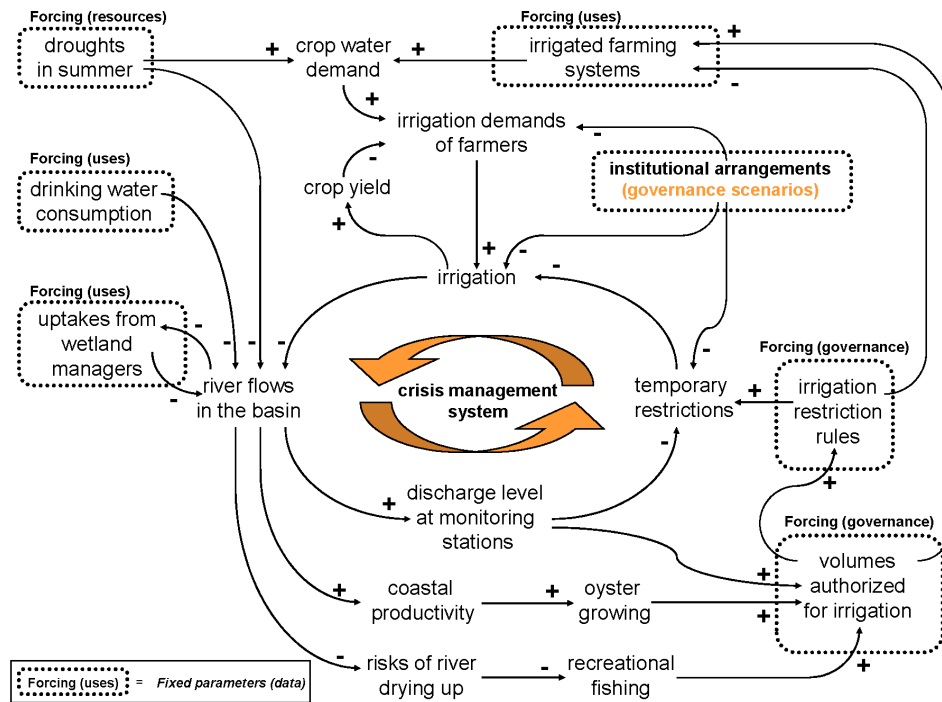 Forcing (resources)
droughts
in summer
+
crop water
demand
+
Forcing (uses)
irrigated farming
systems
+
-
+
irrigation demands
of farmers
-
-
Forcing (uses)
drinking water
consumption
crop yield
+
institutional arrangements
(governance scenarios)
+
-
-
irrigation
Forcing (uses)
uptakes from
wetland
managers
-
-
-
-
-
-
river flows
in the basin
crisis management
system
-
temporary
restrictions
+
Forcing (governance)
irrigation
restriction
rules
-
+
+
discharge level
at monitoring
stations
Forcing (governance)
volumes
authorized
for irrigation
+
+
coastal
productivity
+
oyster
growing
+
-
risks of river
drying up
-
recreational
fishing
+
Forcing (uses)
= Fixed parameters (data)